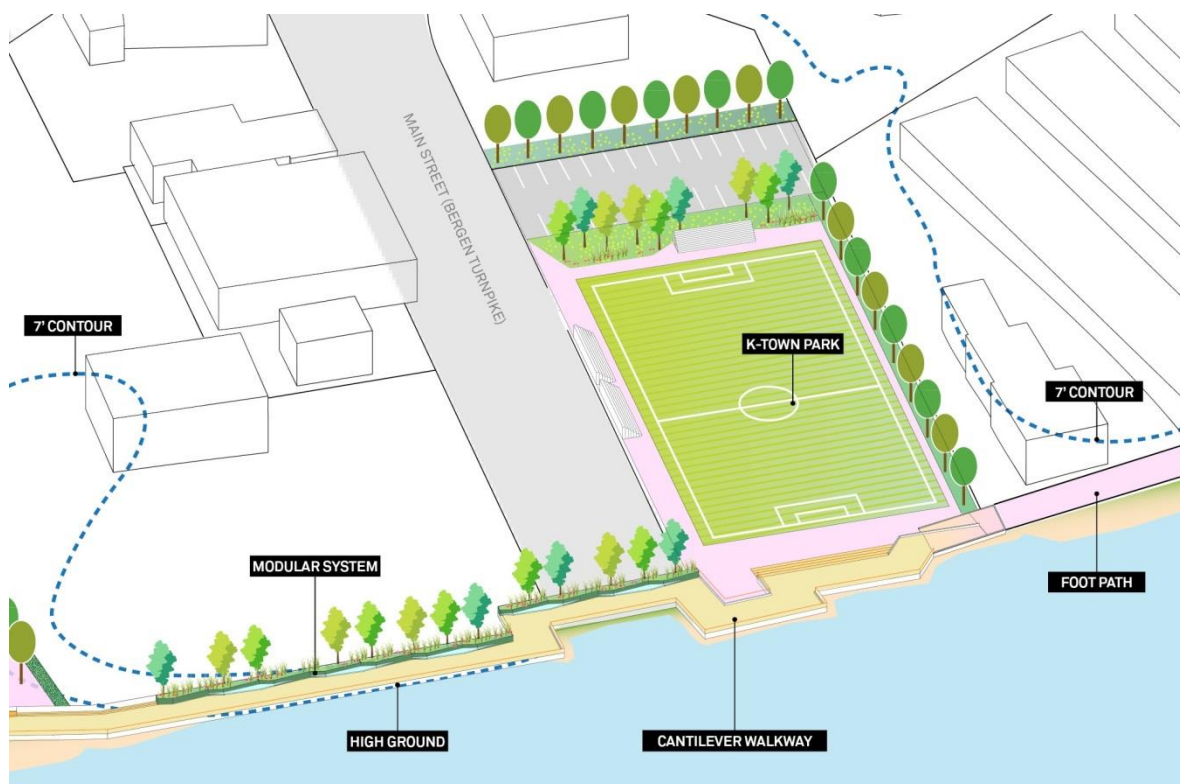 MAIN STREET (BERGEN TURNPIKE)
7' CONTOUR
K-TOWN PARK
7' CONTOUR
MODULAR SYSTEM
FOOT PATH
HIGH GROUND
CANTILEVER WALKWAY